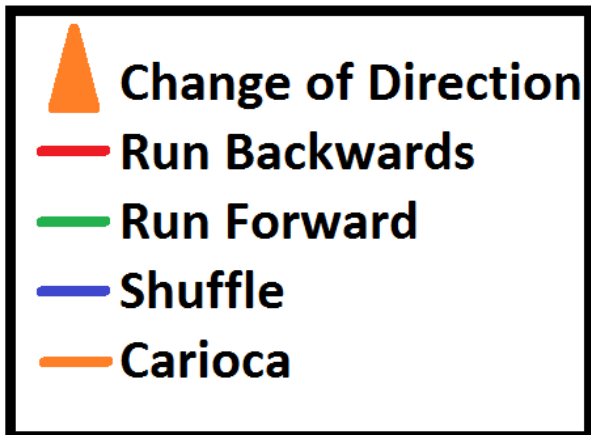 Change of Direction
Run Backwards
Run Forward
Shuffle
Carioca